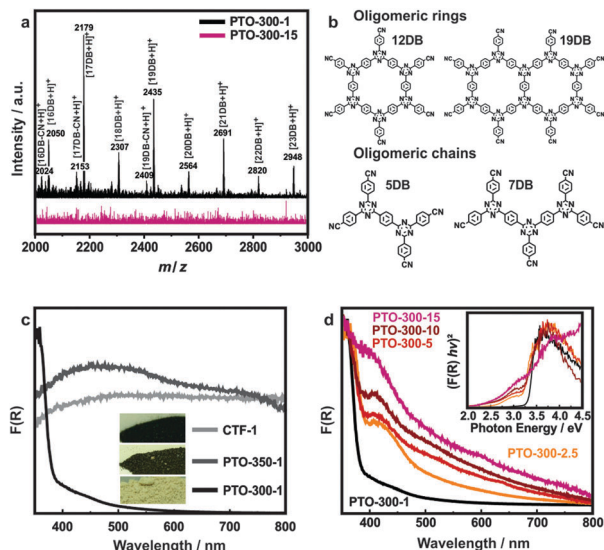 a
PTO-300-1
PTO-300-15
Intensity / a.u.
[16DB-CN+H]⁺
2024
[16DB+H]⁺
2050
[17DB-CN+H]⁺
2153
2179
[17DB+H]⁺
[18DB+H]⁺
2307
[19DB-CN+H]⁺
2409
[19DB+H]⁺
2435
[20DB+H]⁺
2564
[21DB+H]⁺
2691
[22DB+H]⁺
2820
[23DB+H]⁺
2948
2000 2200 2400 2600 2800 3000
m/z
b Oligomeric rings
12DB 19DB
Oligomeric chains
5DB 7DB
c
F(R)
CTF-1
PTO-350-1
PTO-300-1
400 500 600 700 800
Wavelength / nm
d
PTO-300-15
PTO-300-10
PTO-300-5
PTO-300-2.5
PTO-300-1
F(R)
(F(R) hν)²
2.0 2.5 3.0 3.5 4.0 4.5
Photon Energy / eV
400 500 600 700 800
Wavelength / nm